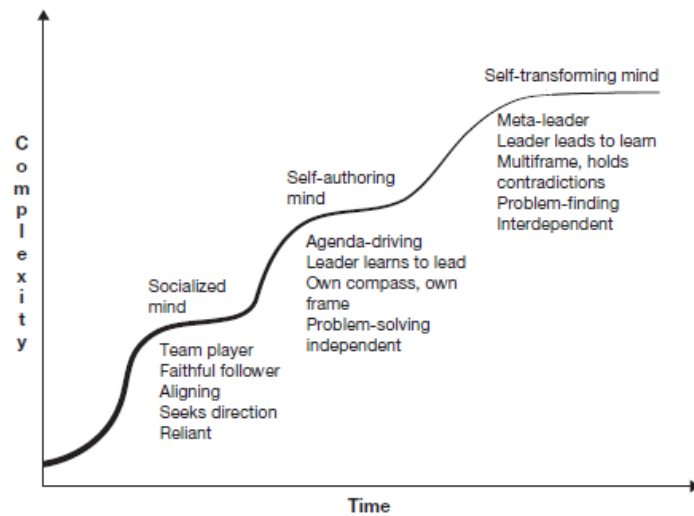 Complexity
Self-transforming mind
Meta-leader
Leader leads to learn
Multiframe, holds
contradictions
Problem-finding
Interdependent
Self-authoring
mind
Agenda-driving
Leader learns to lead
Own compass, own
frame
Problem-solving
independent
Socialized
mind
Team player
Faithful follower
Aligning
Seeks direction
Reliant
Time